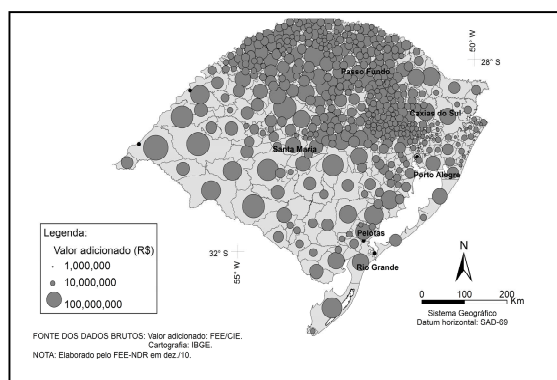 50° W
28° S
Passo Fundo
Caxias do Sul
Santa Maria
Porto Alegre
Legenda:
Valor adicionado (R$)
1,000,000
10,000,000
100,000,000
Pelotas
32° S
55° W
Rio Grande
N
0 100 200
Km
Sistema Geográfico
Datum horizontal: SAD-69
FONTE DOS DADOS BRUTOS: Valor adicionado: FEE/CIE.
Cartografia: IBGE.
NOTA: Elaborado pelo FEE-NDR em dez./10.